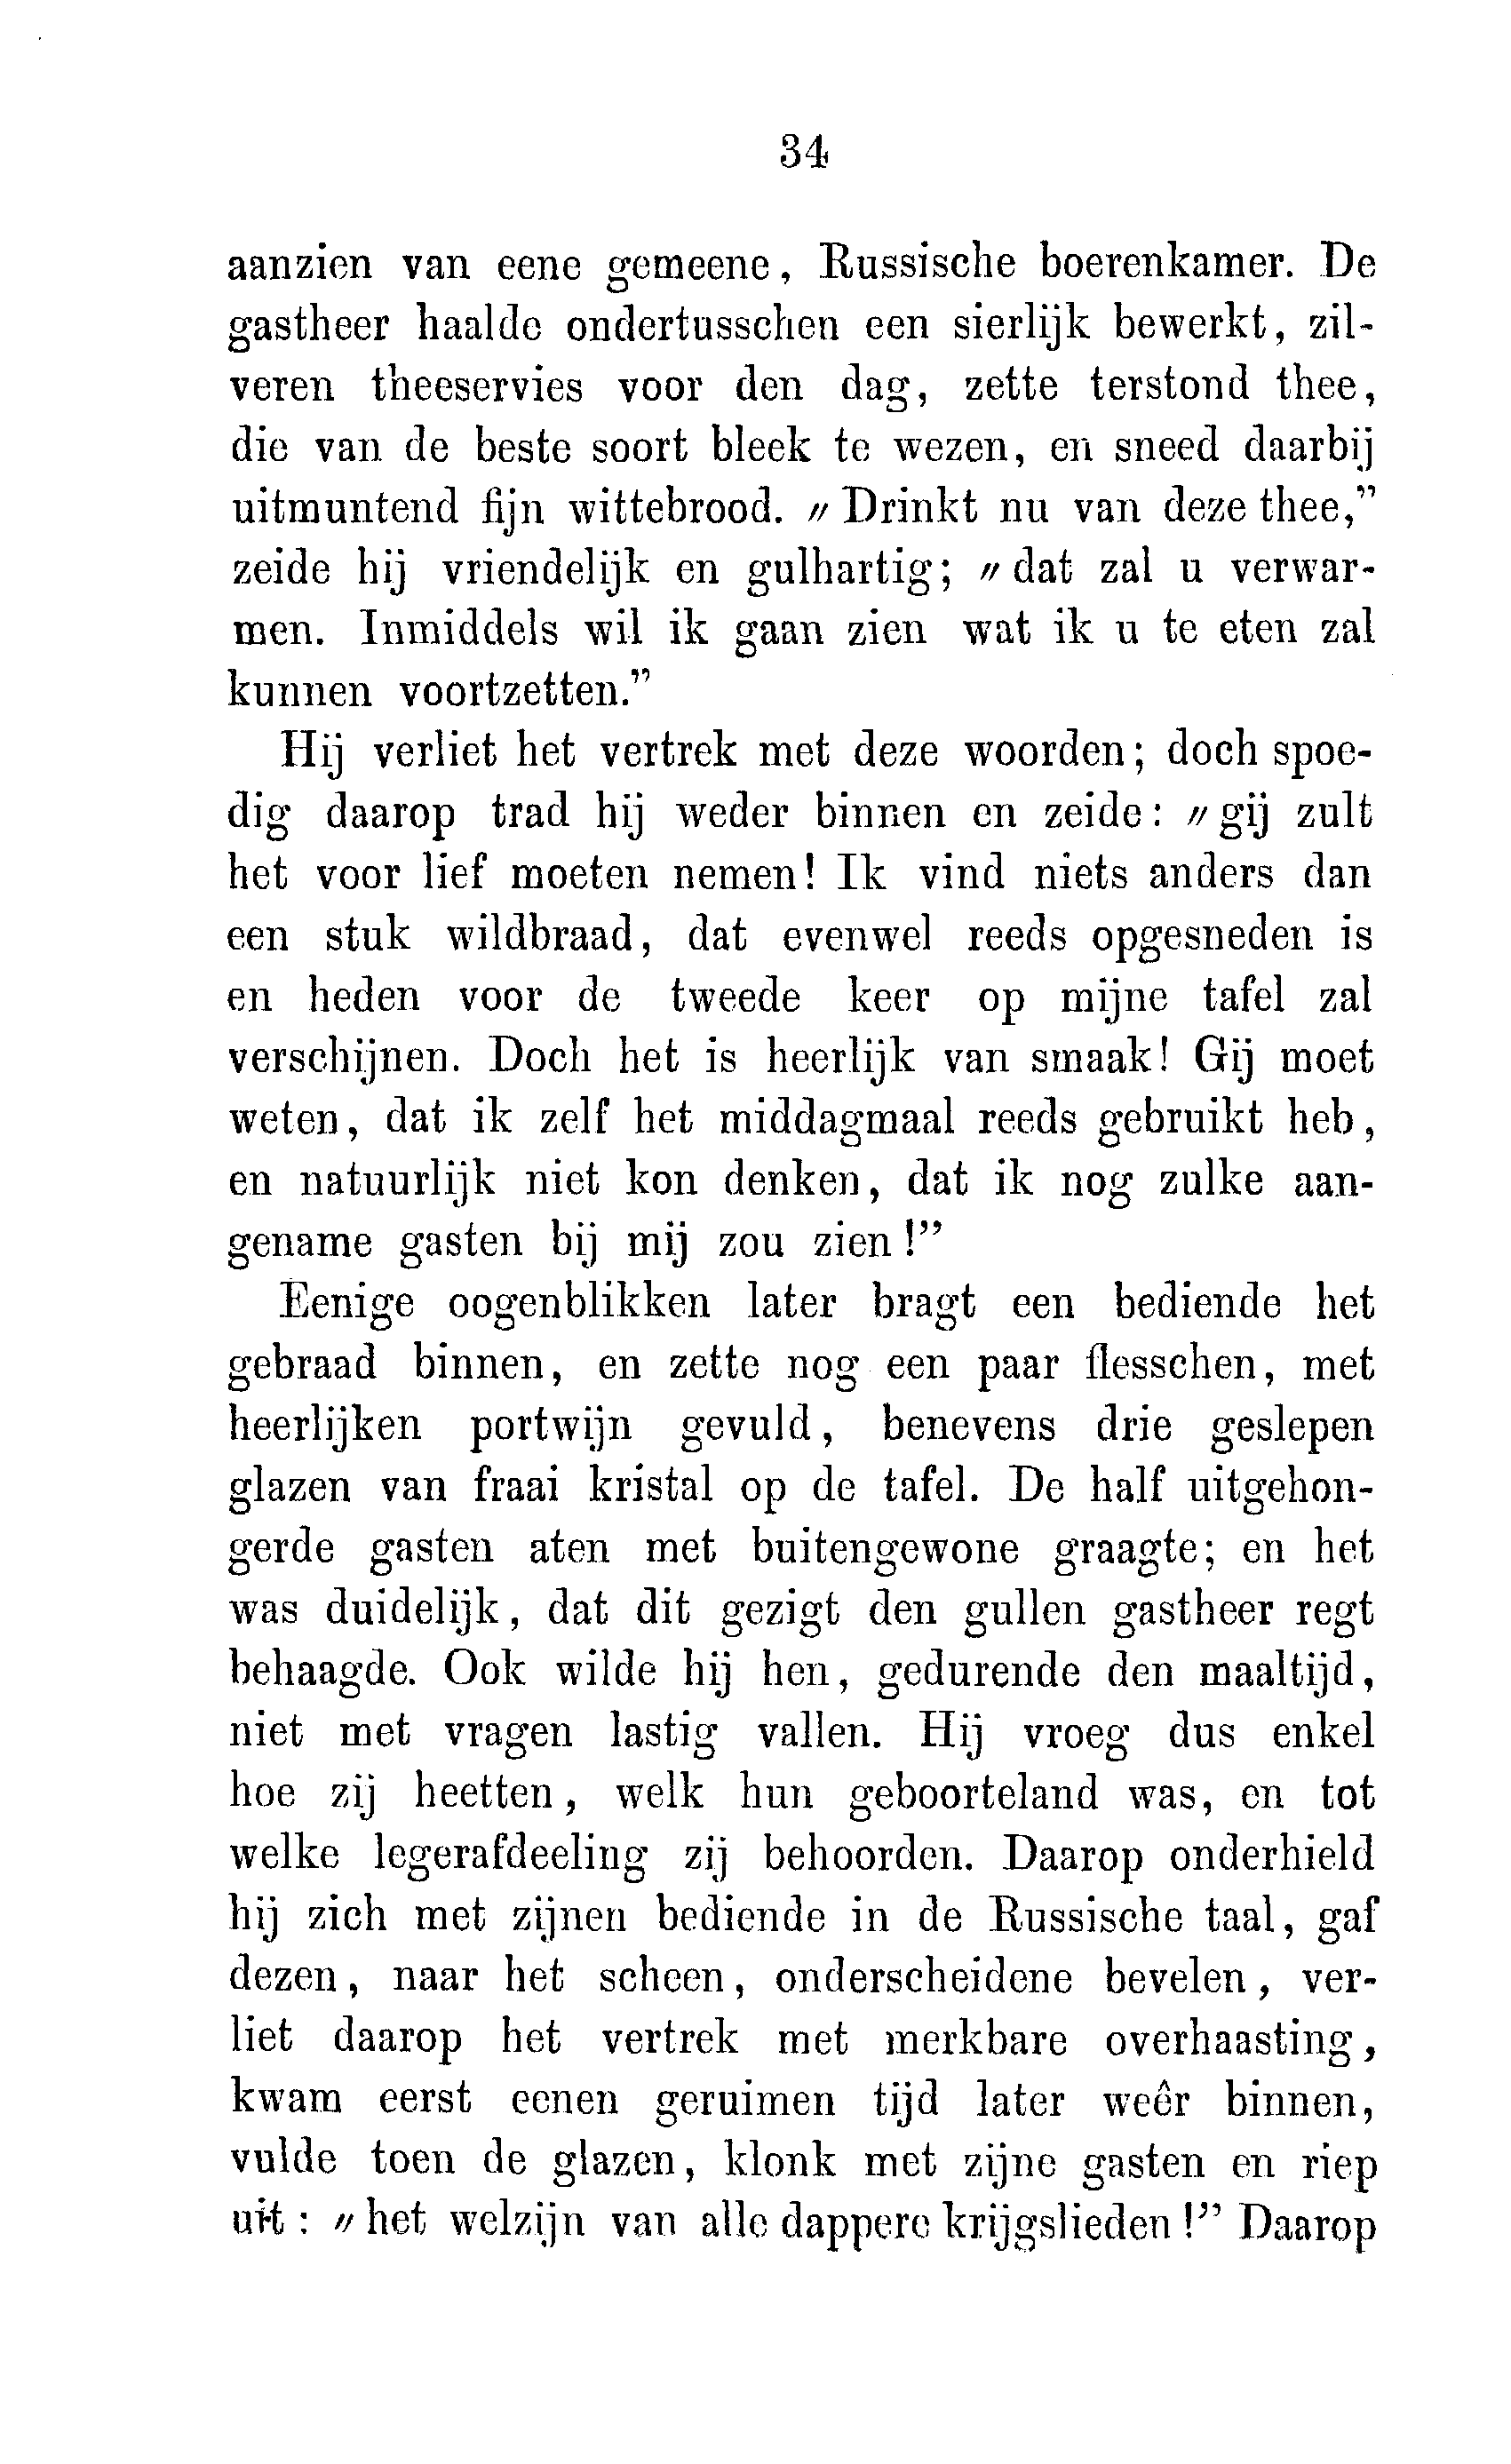 34
aanzien van eene gemeene, Russische boerenkamer. De
gastheer haalde ondertusschen een sierlijk bewerkt, zil-
veren theeservies voor den dag, zette terstond thee,
die van de beste soort bleek te wezen, en sneed daarbij
uitmuntend fijn wittebrood. „Drinkt nu van deze thee,”
zeide hij vriendelijk en gulhartig; „dat zal u verwar-
men. Inmiddels wil ik gaan zien wat ik u te eten zal
kunnen voortzetten.”
Hij verliet het vertrek met deze woorden; doch spoe-
dig daarop trad hij weder binnen en zeide: „gij zult
het voor lief moeten nemen! Ik vind niets anders dan
een stuk wildbraad, dat evenwel reeds opgesneden is
en heden voor de tweede keer op mijne tafel zal
verschijnen. Doch het is heerlijk van smaak! Gij moet
weten, dat ik zelf het middagmaal reeds gebruikt heb,
en natuurlijk niet kon denken, dat ik nog zulke aan-
gename gasten bij mij zou zien!”
Eenige oogenblikken later bragt een bediende het
gebraad binnen, en zette nog een paar flesschen, met
heerlijken portwijn gevuld, benevens drie geslepen
glazen van fraai kristal op de tafel. De half uitgehon-
gerde gasten aten met buitengewone graagte; en het
was duidelijk, dat dit gezigt den gullen gastheer regt
behaagde. Ook wilde hij hen, gedurende den maaltijd,
niet met vragen lastig vallen. Hij vroeg dus enkel
hoe zij heetten, welk hun geboorteland was, en tot
welke legerafdeeling zij behoorden. Daarop onderhield
hij zich met zijnen bediende in de Russische taal, gaf
dezen, naar het scheen, onderscheidene bevelen, ver-
liet daarop het vertrek met merkbare overhaasting,
kwam eerst eenen geruimen tijd later weêr binnen,
vulde toen de glazen, klonk met zijne gasten en riep
uit: „het welzijn van alle dappere krijgslieden!” Daarop